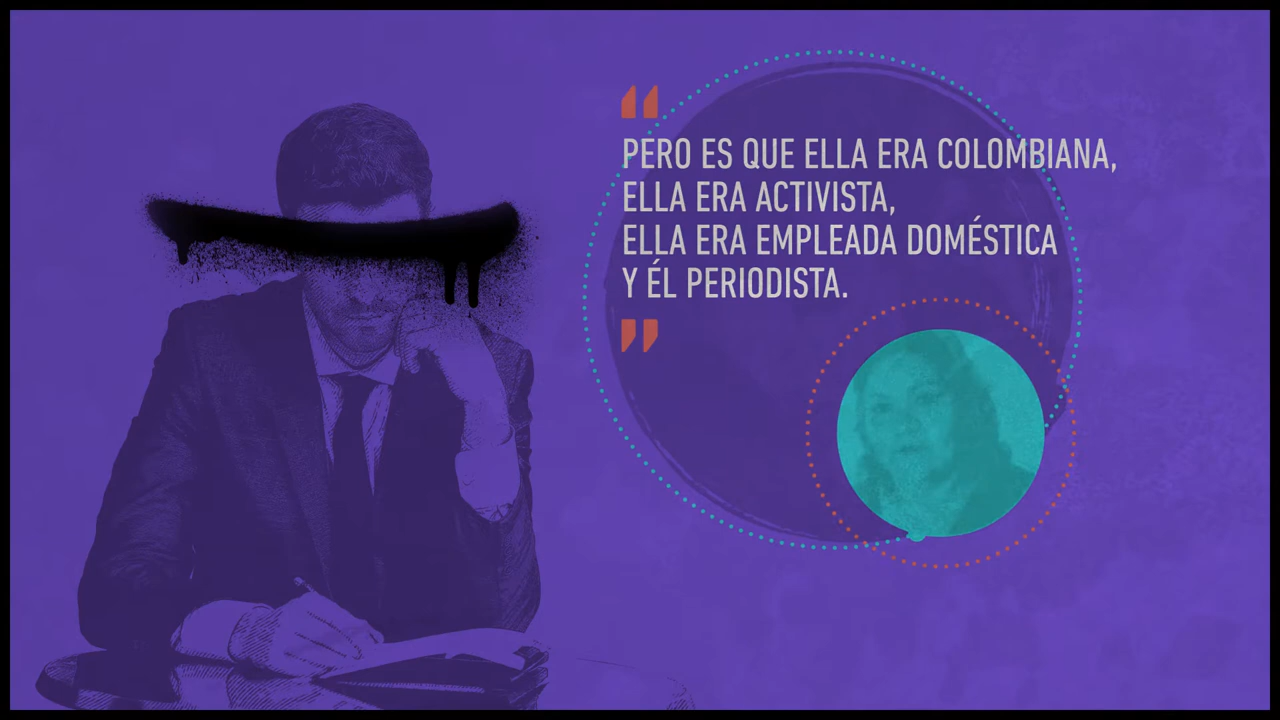 “
PERO ES QUE ELLA ERA COLOMBIANA,
ELLA ERA ACTIVISTA,
ELLA ERA EMPLEADA DOMÉSTICA
Y ÉL PERIODISTA.
”